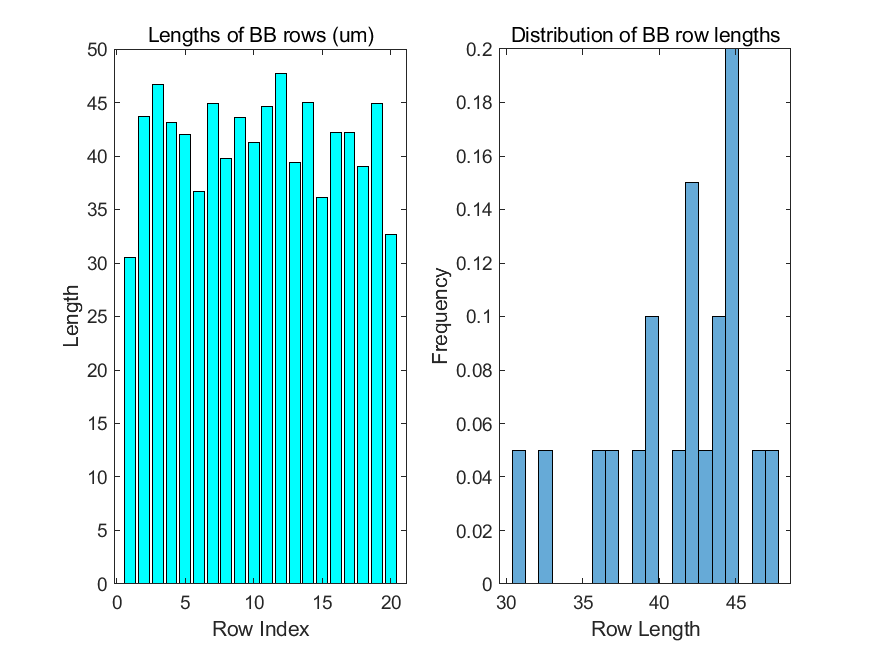 Lengths of BB rows (um)
50
45
40
35
30
25
20
15
10
5
0
Length
0 5 10 15 20
Row Index
Distribution of BB row lengths
0.2
0.18
0.16
0.14
0.12
0.1
0.08
0.06
0.04
0.02
0
Frequency
30 35 40 45
Row Length